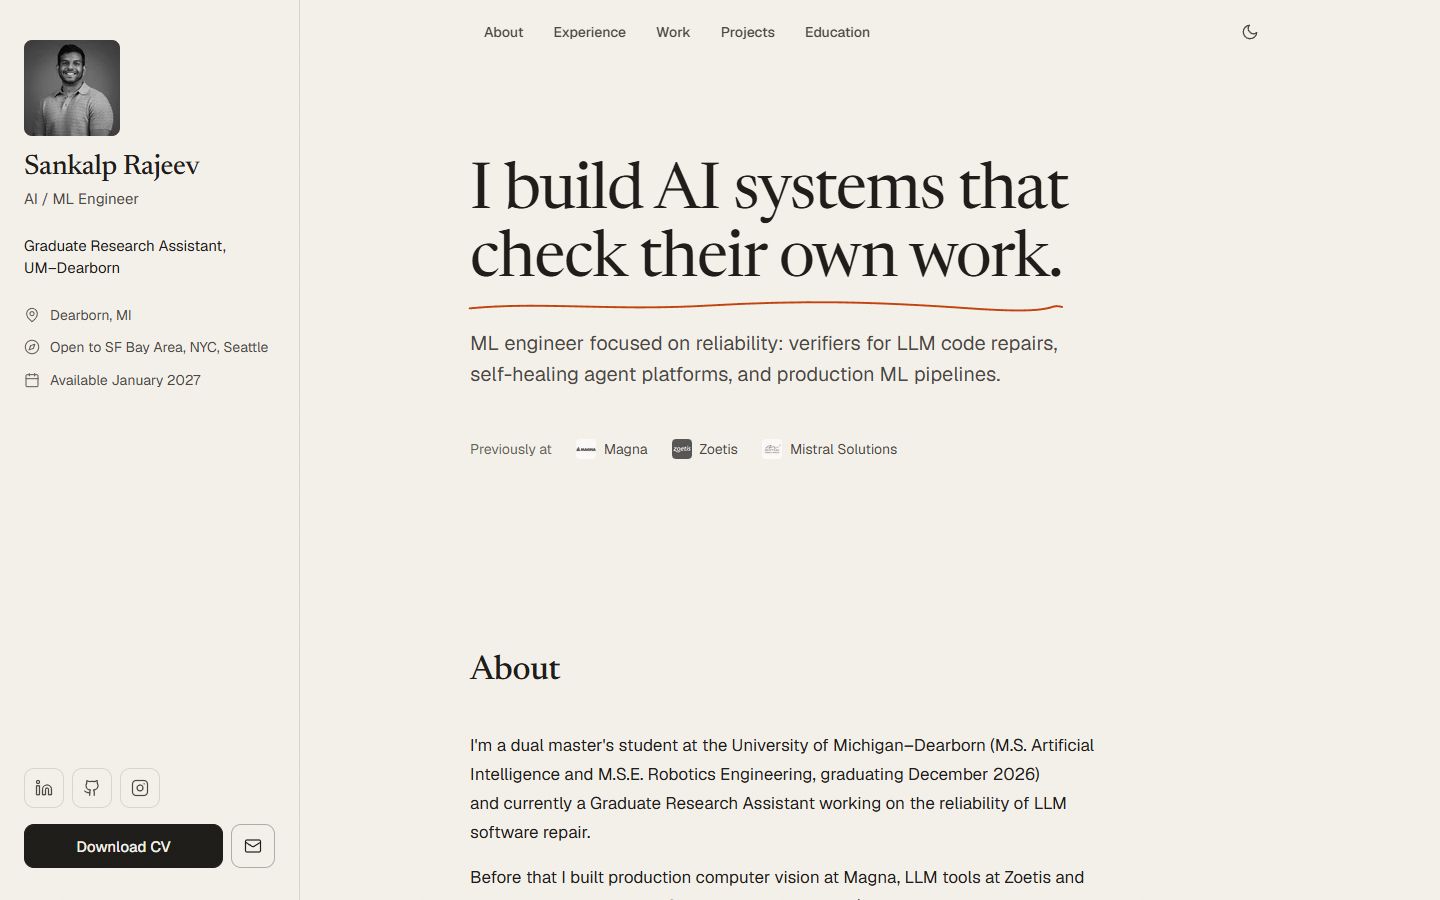 Sankalp Rajeev
AI / ML Engineer
Graduate Research Assistant,
UM–Dearborn
Dearborn, MI
Open to SF Bay Area, NYC, Seattle
Available January 2027
Download CV
About Experience Work Projects Education
I build AI systems that
check their own work.
ML engineer focused on reliability: verifiers for LLM code repairs,
self-healing agent platforms, and production ML pipelines.
Previously at MAGNA Magna zoetis Zoetis Mistral Solutions
About
I'm a dual master's student at the University of Michigan–Dearborn (M.S. Artificial
Intelligence and M.S.E. Robotics Engineering, graduating December 2026)
and currently a Graduate Research Assistant working on the reliability of LLM
software repair.
Before that I built production computer vision at Magna, LLM tools at Zoetis and